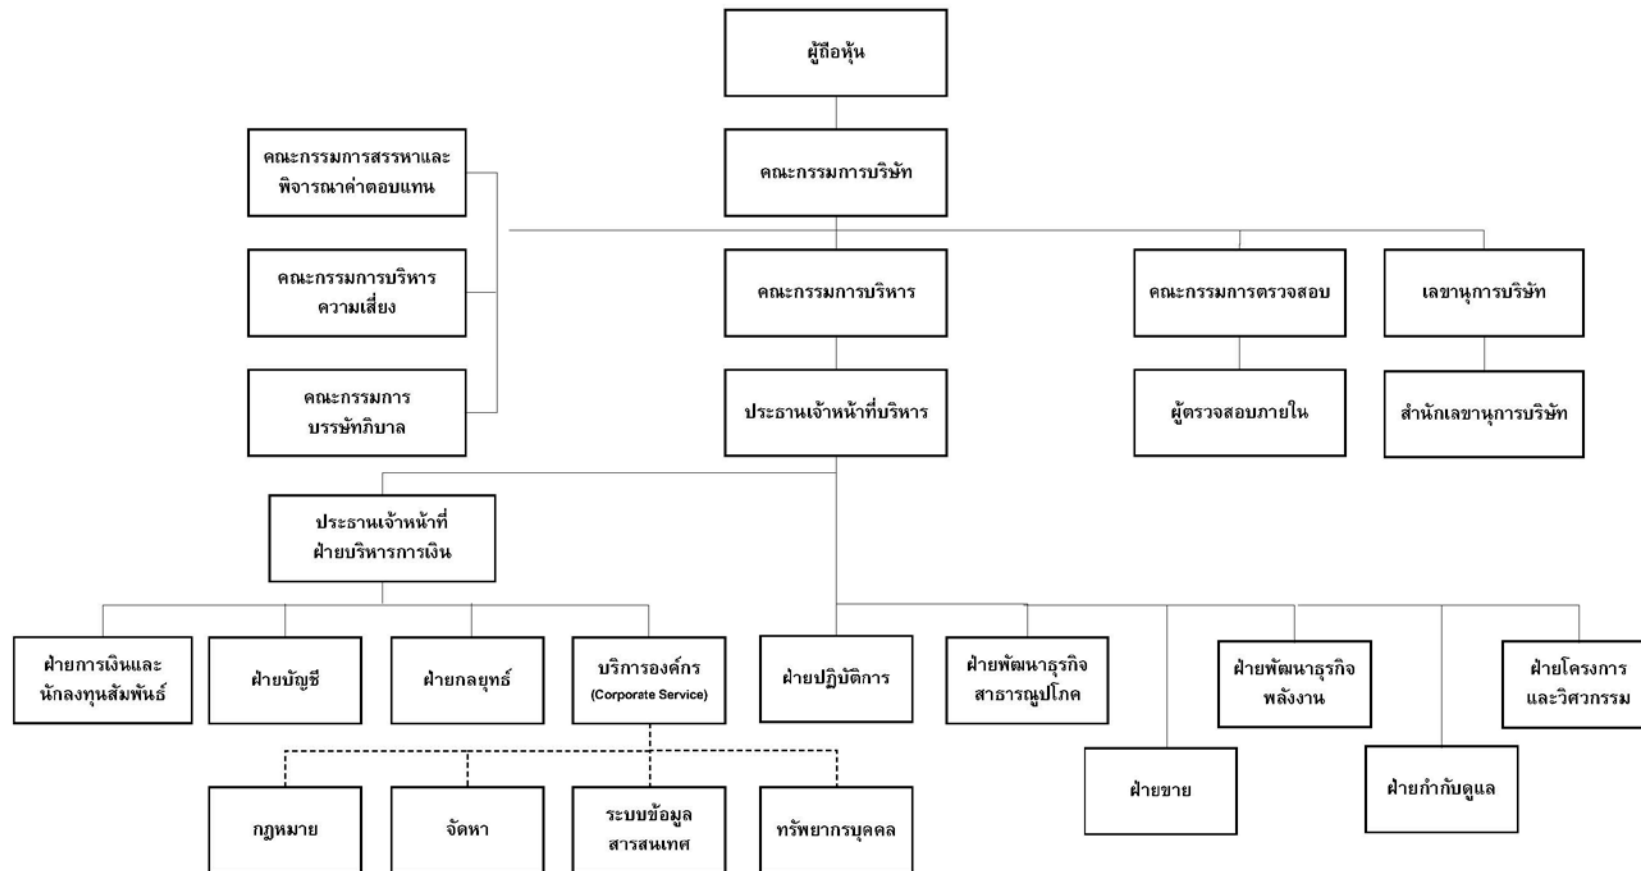 ผู้ถือหุ้น
คณะกรรมการสรรหาและ
พิจารณาค่าตอบแทน
คณะกรรมการบริษัท
คณะกรรมการบริหาร
ความเสี่ยง
คณะกรรมการบริหาร
คณะกรรมการตรวจสอบ
เลขานุการบริษัท
คณะกรรมการ
บรรษัทภิบาล
ประธานเจ้าหน้าที่บริหาร
ผู้ตรวจสอบภายใน
สำนักเลขานุการบริษัท
ประธานเจ้าหน้าที่
ฝ่ายบริหารการเงิน
ฝ่ายการเงินและ
นักลงทุนสัมพันธ์
ฝ่ายบัญชี
ฝ่ายกลยุทธ์
บริการองค์กร
(Corporate Service)
ฝ่ายปฏิบัติการ
ฝ่ายพัฒนาธุรกิจ
สาธารณูปโภค
ฝ่ายพัฒนาธุรกิจ
พลังงาน
ฝ่ายโครงการ
และวิศวกรรม
ฝ่ายขาย
ฝ่ายกำกับดูแล
กฎหมาย
จัดหา
ระบบข้อมูล
สารสนเทศ
ทรัพยากรบุคคล